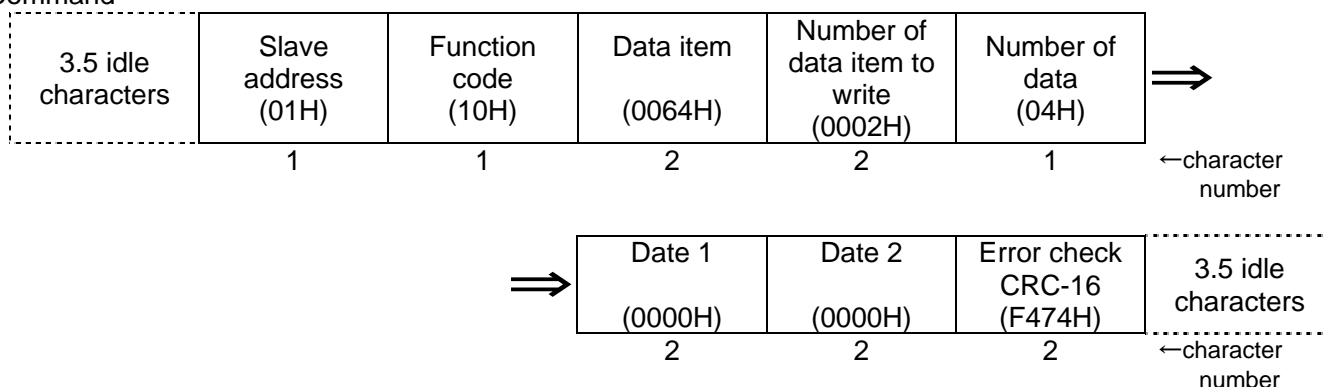 3.5 idle
characters
Slave
address
(01H)
Function
code
(10H)
Data item
(0064H)
Number of
data item to
write
(0002H)
Number of
data
(04H)
⇒
1 1 2 2 1 ←character
number
⇒
Date 1
(0000H)
Date 2
(0000H)
Error check
CRC-16
(F474H)
3.5 idle
characters
2 2 2 ←character
number